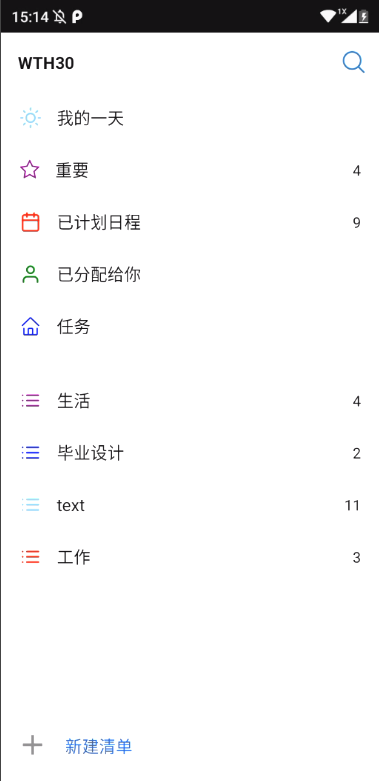 15:14 1X
WTH30
我的一天
重要 4
已计划日程 9
已分配给你
任务
生活 4
毕业设计 2
text 11
工作 3
新建清单